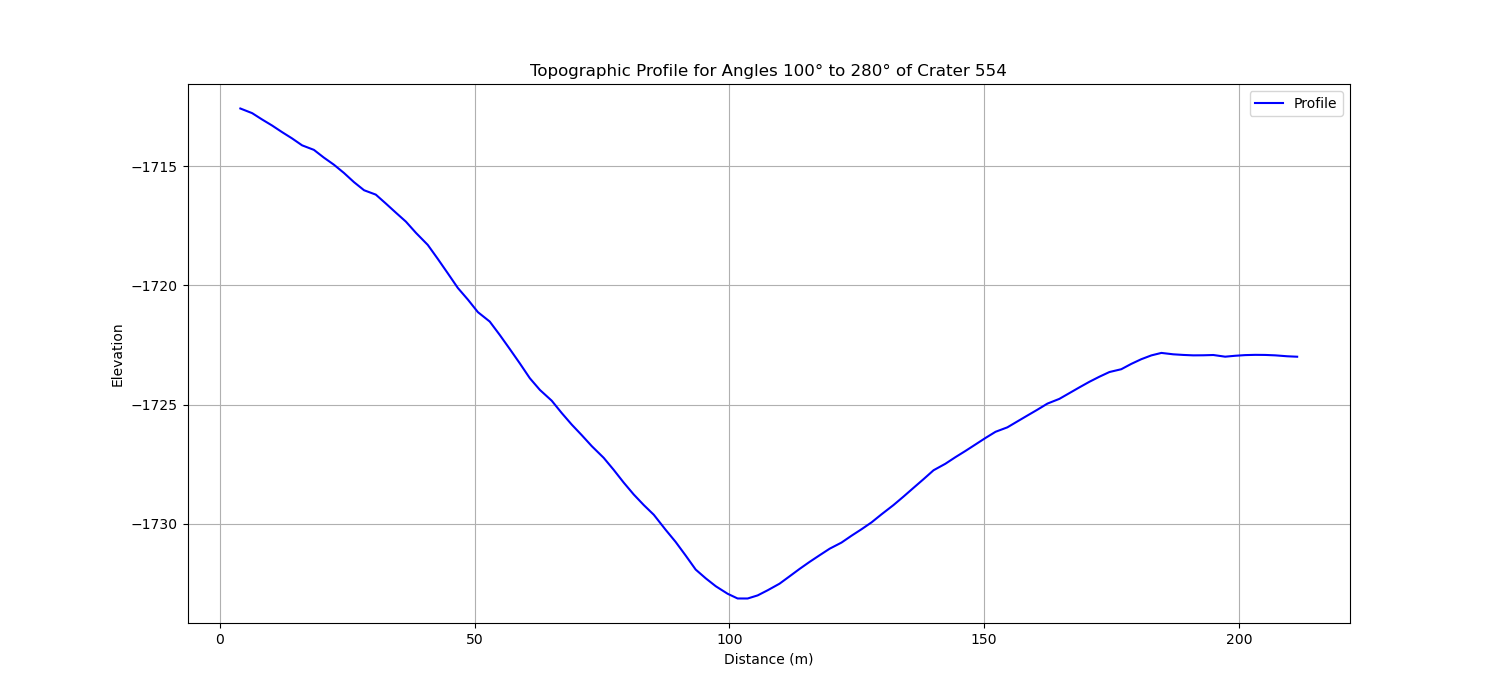 Topographic Profile for Angles 100° to 280° of Crater 554
Profile
−1715
−1720
−1725
−1730
Elevation
0 50 100 150 200
Distance (m)